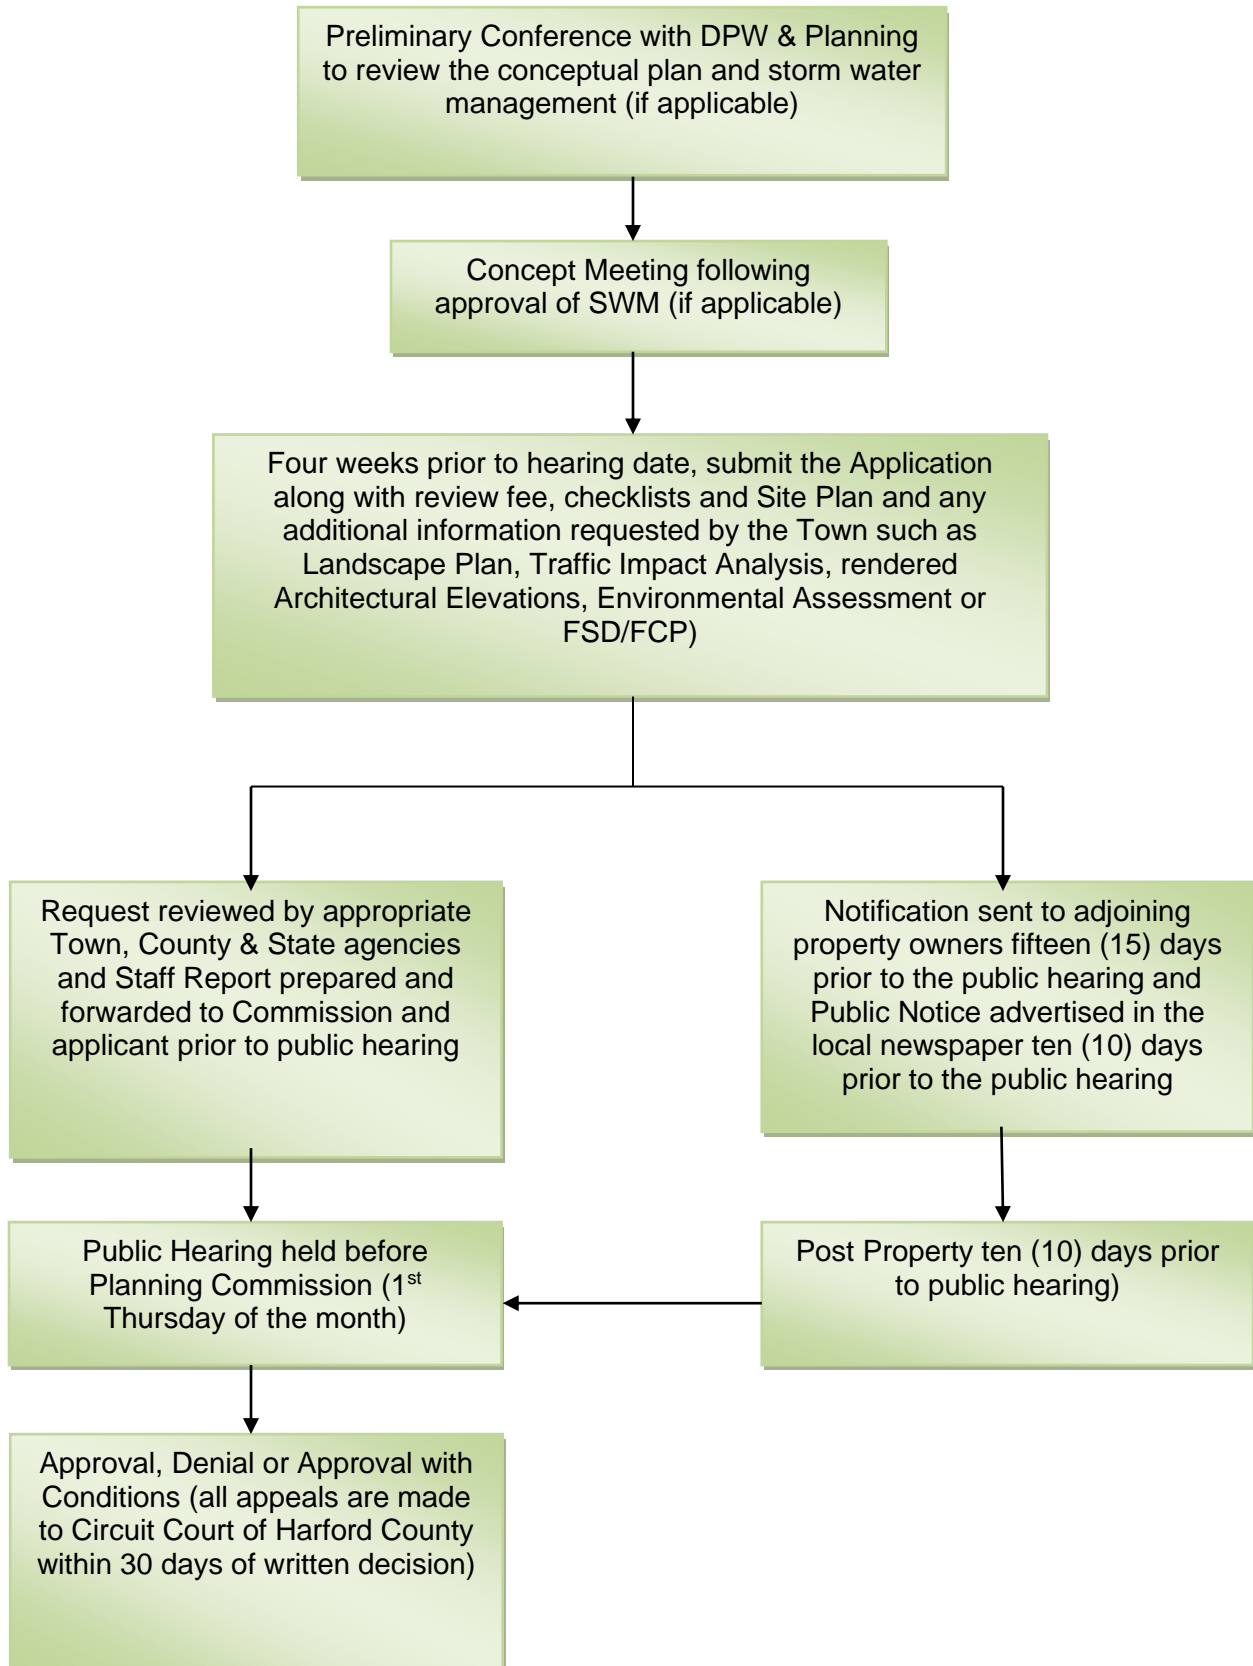 Preliminary Conference with DPW & Planning
to review the conceptual plan and storm water
management (if applicable)
Concept Meeting following
approval of SWM (if applicable)
Four weeks prior to hearing date, submit the Application
along with review fee, checklists and Site Plan and any
additional information requested by the Town such as
Landscape Plan, Traffic Impact Analysis, rendered
Architectural Elevations, Environmental Assessment or
FSD/FCP)
Request reviewed by appropriate
Town, County & State agencies
and Staff Report prepared and
forwarded to Commission and
applicant prior to public hearing
Notification sent to adjoining
property owners fifteen (15) days
prior to the public hearing and
Public Notice advertised in the
local newspaper ten (10) days
prior to the public hearing
Public Hearing held before
Planning Commission (1st
Thursday of the month)
Post Property ten (10) days prior
to public hearing)
Approval, Denial or Approval with
Conditions (all appeals are made
to Circuit Court of Harford County
within 30 days of written decision)